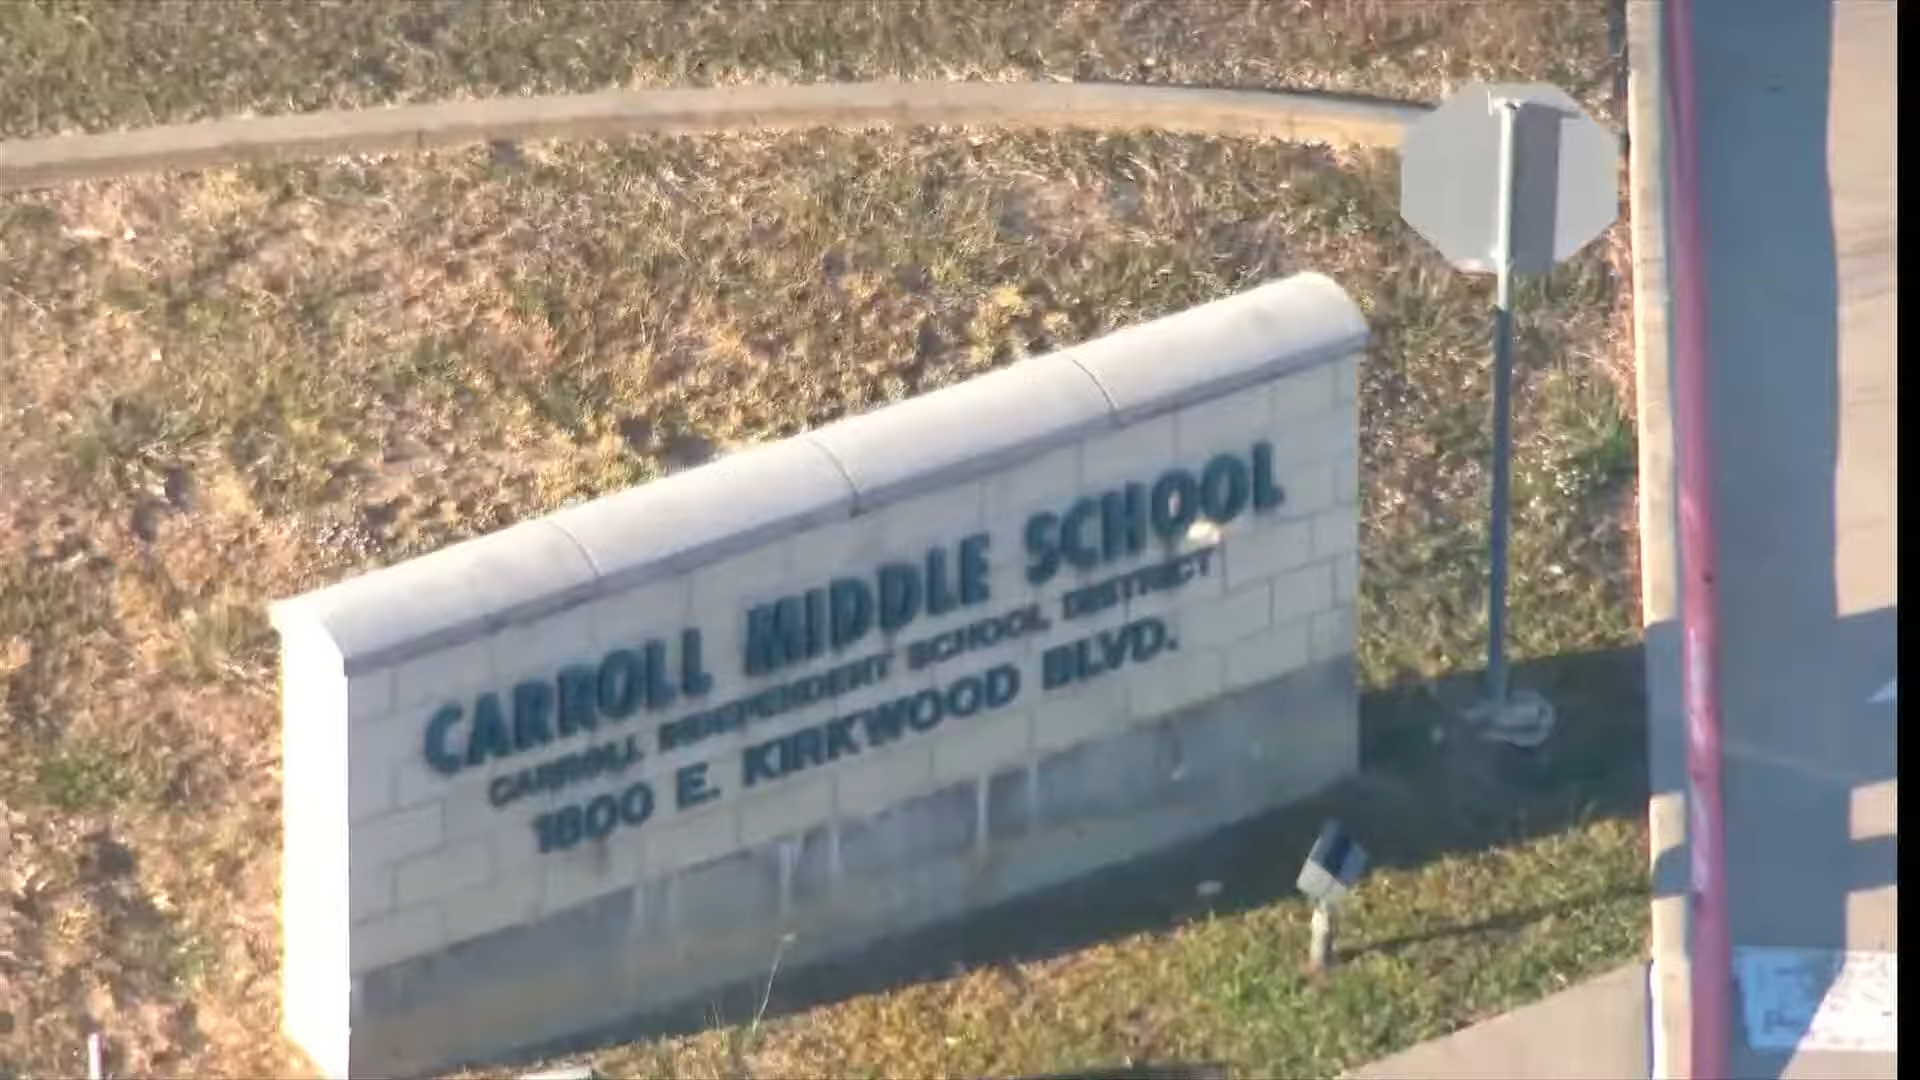 CARROLL MIDDLE SCHOOL
CARROLL INDEPENDENT SCHOOL DISTRICT
1800 E. KIRKWOOD BLVD.